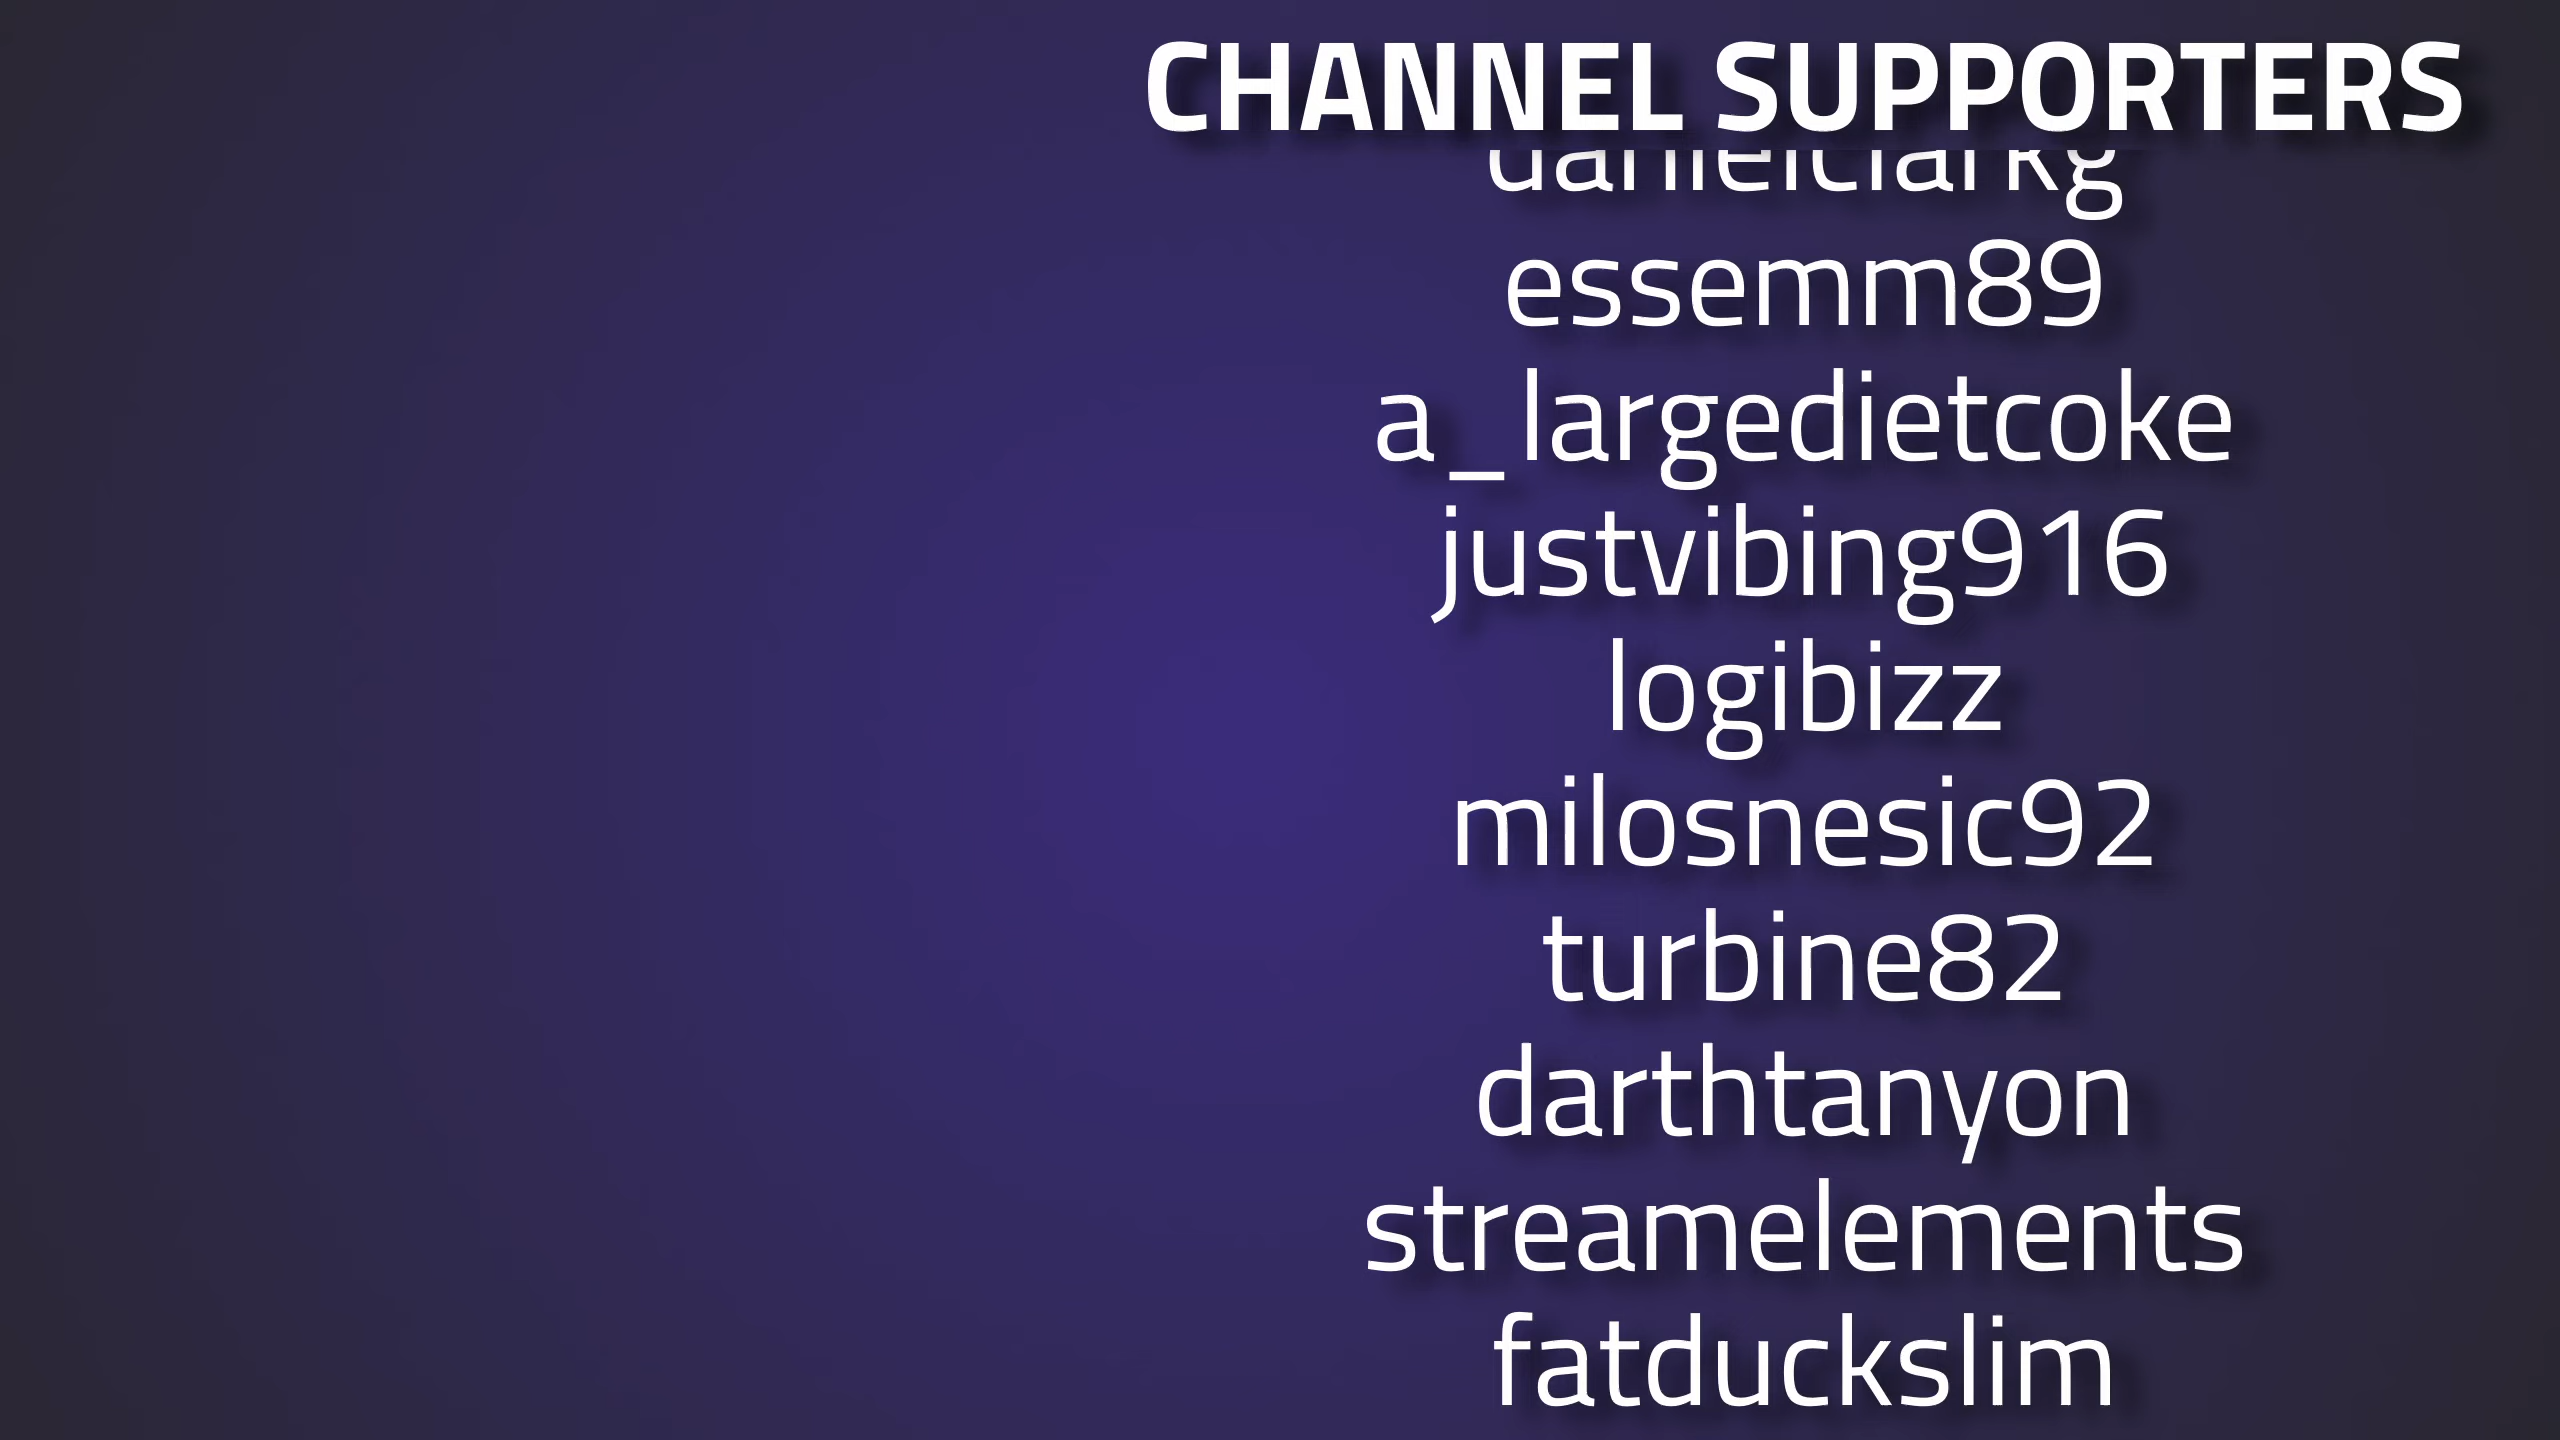 CHANNEL SUPPORTERS
essemm89
a_largedietcoke
justvibing916
logibizz
milosnesic92
turbine82
darthtanyon
streamelements
fatduckslim